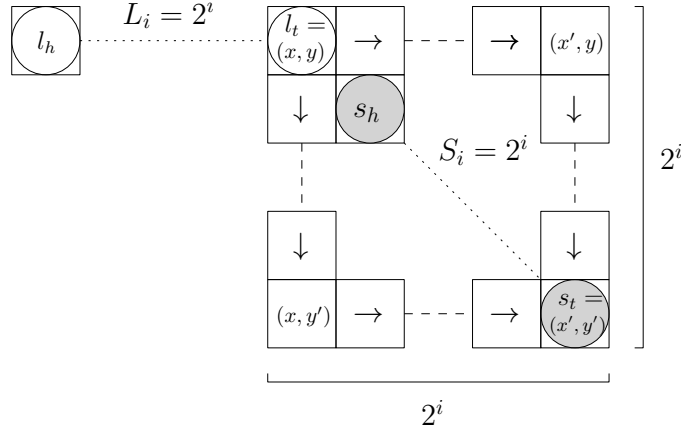 L_i = 2^i
l_h
l_t =
(x, y)
→
→
(x', y)
↓
s_h
↓
S_i = 2^i
2^i
↓
↓
(x, y')
→
→
s_t =
(x', y')
2^i